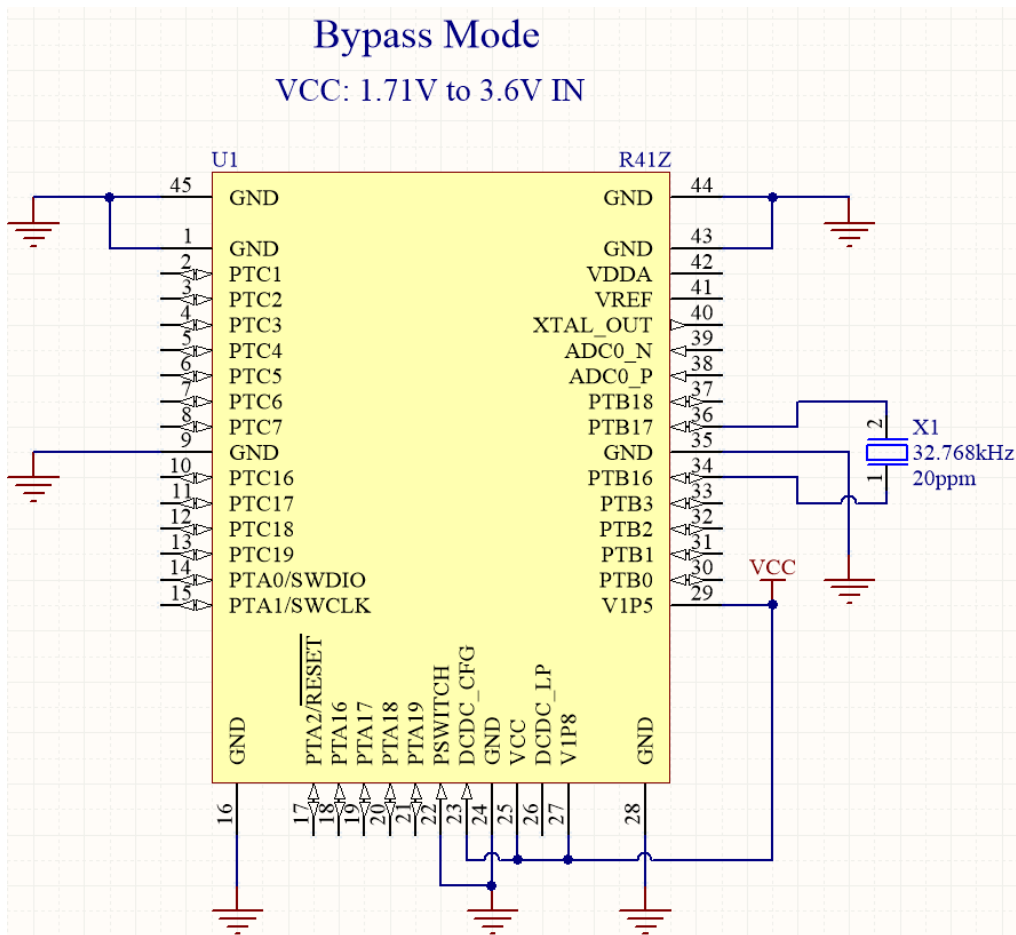 Bypass Mode
VCC: 1.71V to 3.6V IN
U1 R41Z
45 GND GND 44
1 GND GND 43
2 PTC1 VDDA 42
3 PTC2 VREF 41
4 PTC3 XTAL_OUT 40
5 PTC4 ADC0_N 39
6 PTC5 ADC0_P 38
7 PTC6 PTB18 37
8 PTC7 PTB17 36
9 GND GND 35
10 PTC16 PTB16 34
11 PTC17 PTB3 33
12 PTC18 PTB2 32
13 PTC19 PTB1 31
14 PTA0/SWDIO PTB0 30
15 PTA1/SWCLK V1P5 29
2 X1
32.768kHz
1 20ppm
VCC
GND
PTA2/RESET
PTA16
PTA17
PTA18
PTA19
PSWITCH
DCDC_CFG
GND
VCC
DCDC_LP
V1P8
GND
16
17
18
19
20
21
22
23
24
25
26
27
28